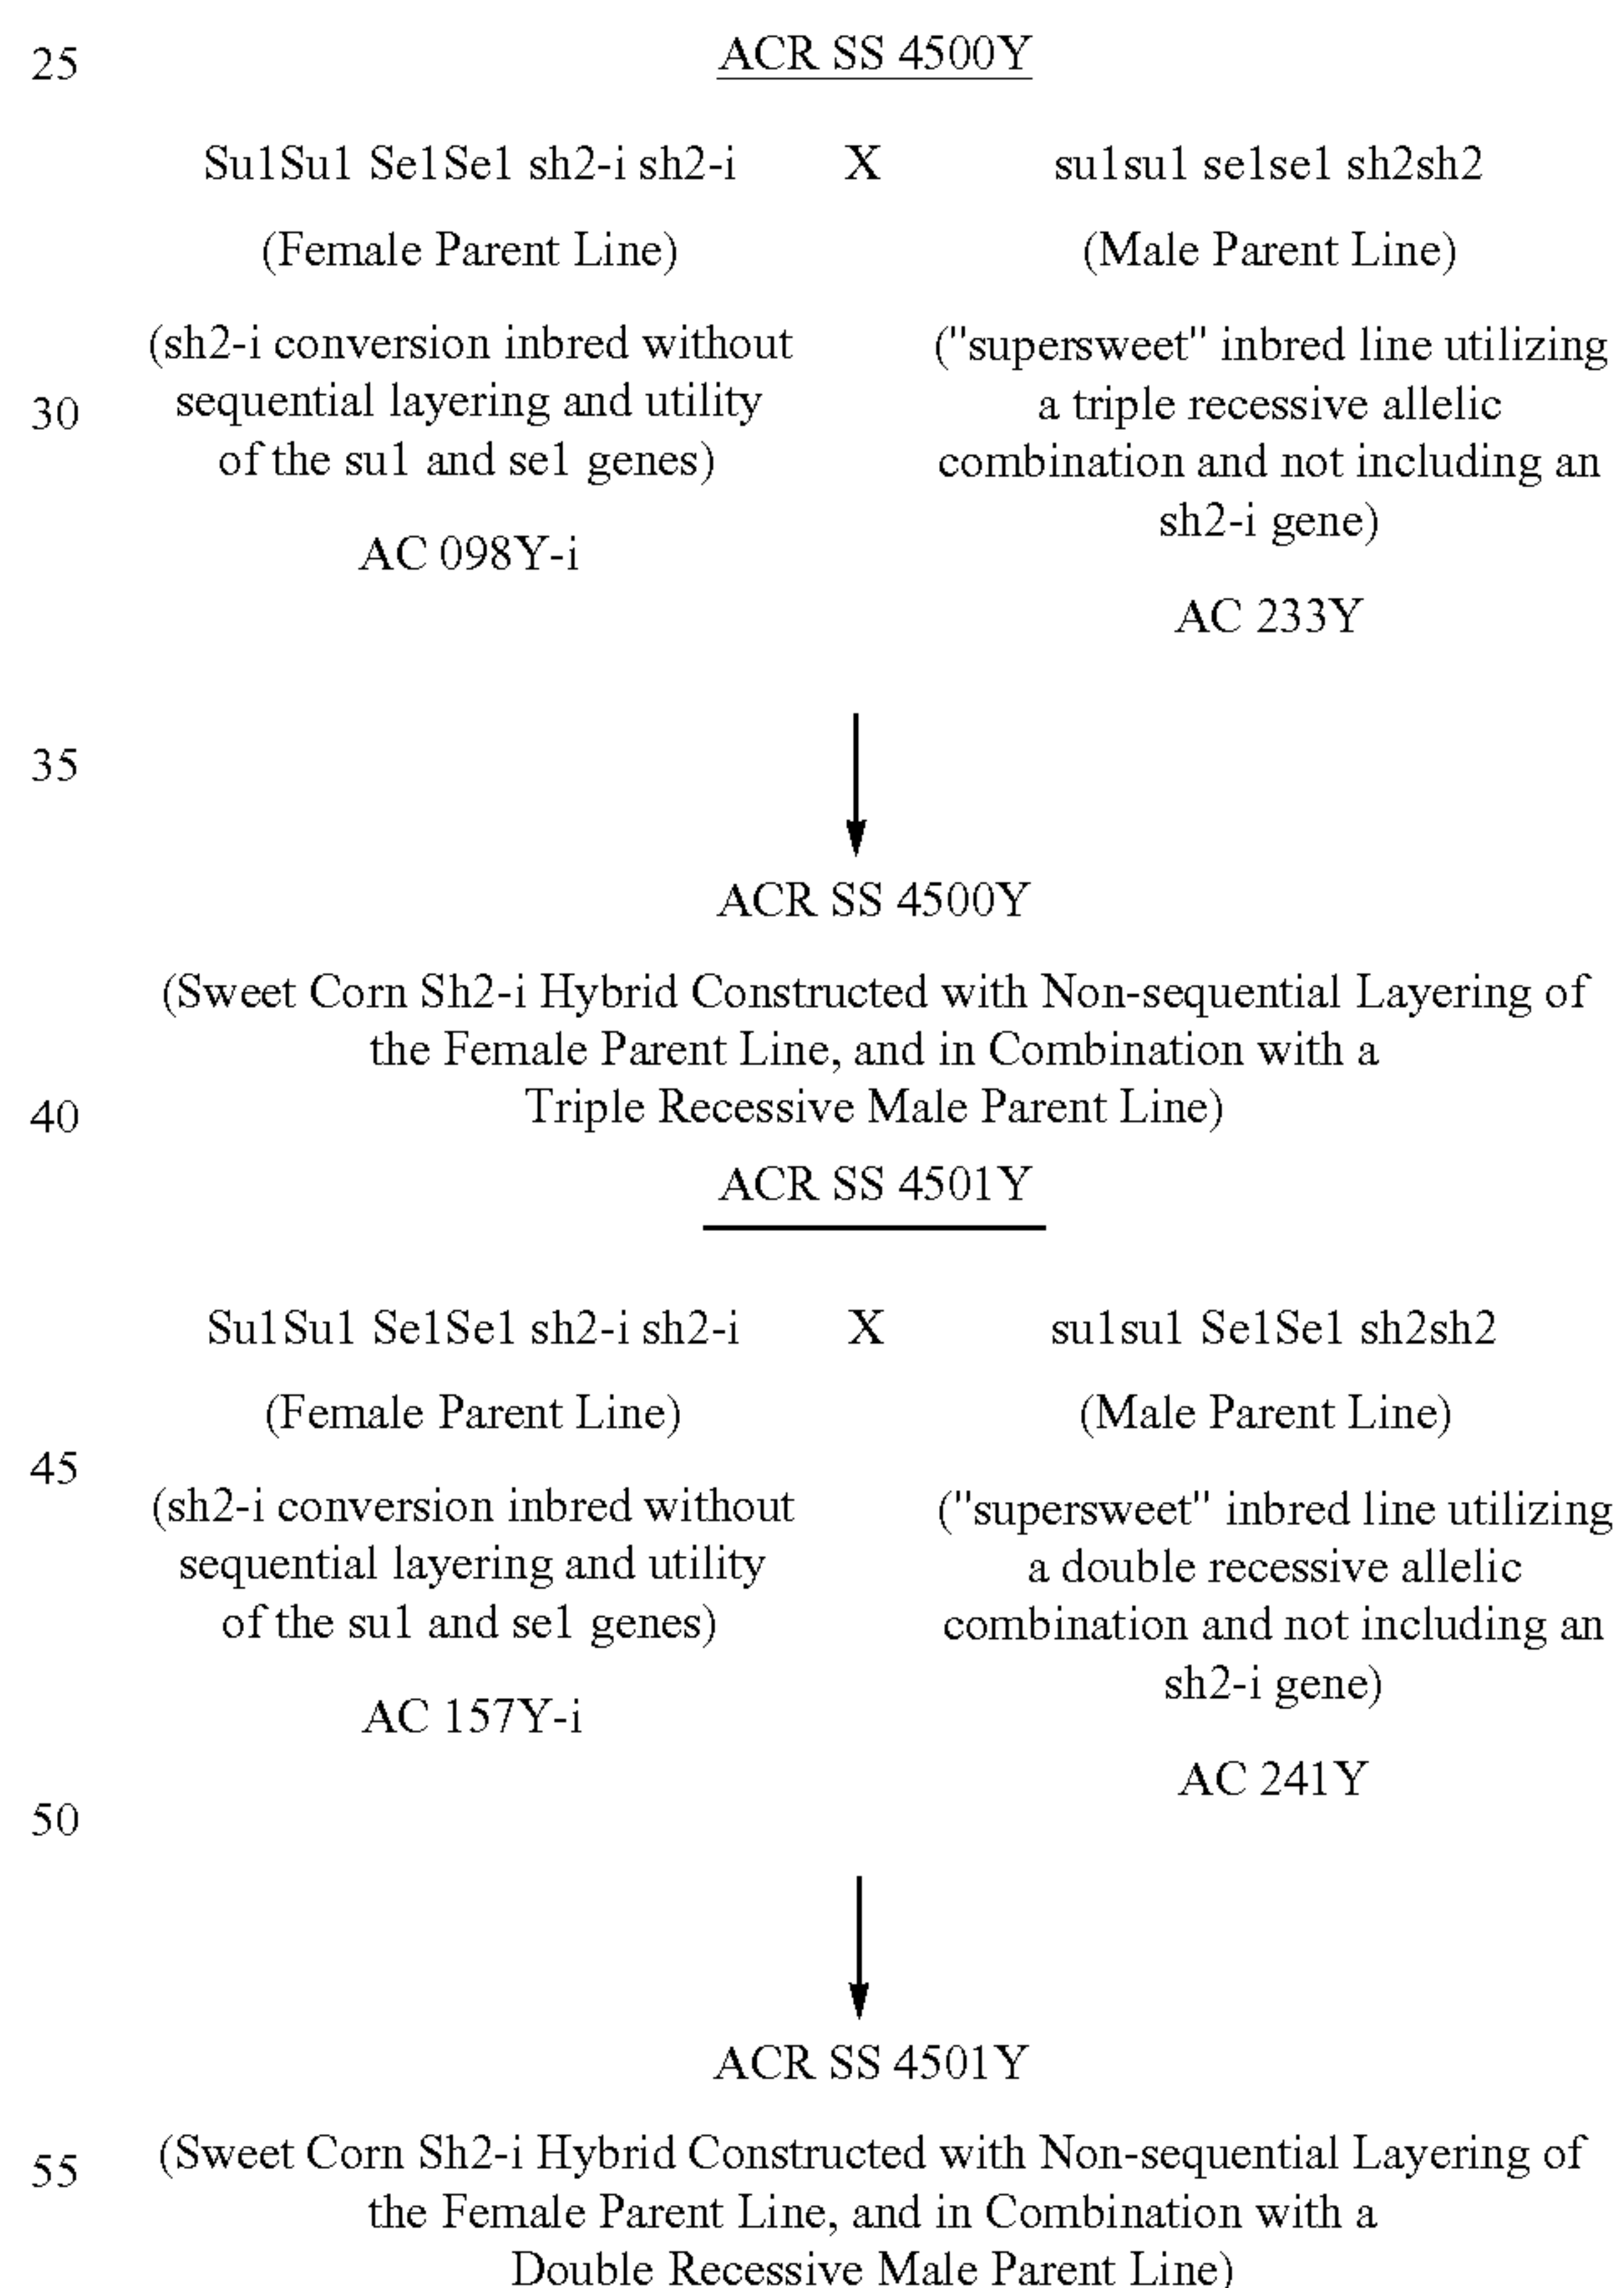 25
ACR SS 4500Y
Su1Su1 Se1Se1 sh2-i sh2-i X su1su1 se1se1 sh2sh2
(Female Parent Line) (Male Parent Line)
(sh2-i conversion inbred without
sequential layering and utility
of the su1 and se1 genes)
AC 098Y-i
("supersweet" inbred line utilizing
a triple recessive allelic
combination and not including an
sh2-i gene)
AC 233Y
30
35
ACR SS 4500Y
(Sweet Corn Sh2-i Hybrid Constructed with Non-sequential Layering of
the Female Parent Line, and in Combination with a
Triple Recessive Male Parent Line)
40
ACR SS 4501Y
Su1Su1 Se1Se1 sh2-i sh2-i X su1su1 Se1Se1 sh2sh2
(Female Parent Line) (Male Parent Line)
45
(sh2-i conversion inbred without
sequential layering and utility
of the su1 and se1 genes)
AC 157Y-i
("supersweet" inbred line utilizing
a double recessive allelic
combination and not including an
sh2-i gene)
AC 241Y
50
ACR SS 4501Y
55
(Sweet Corn Sh2-i Hybrid Constructed with Non-sequential Layering of
the Female Parent Line, and in Combination with a
Double Recessive Male Parent Line)